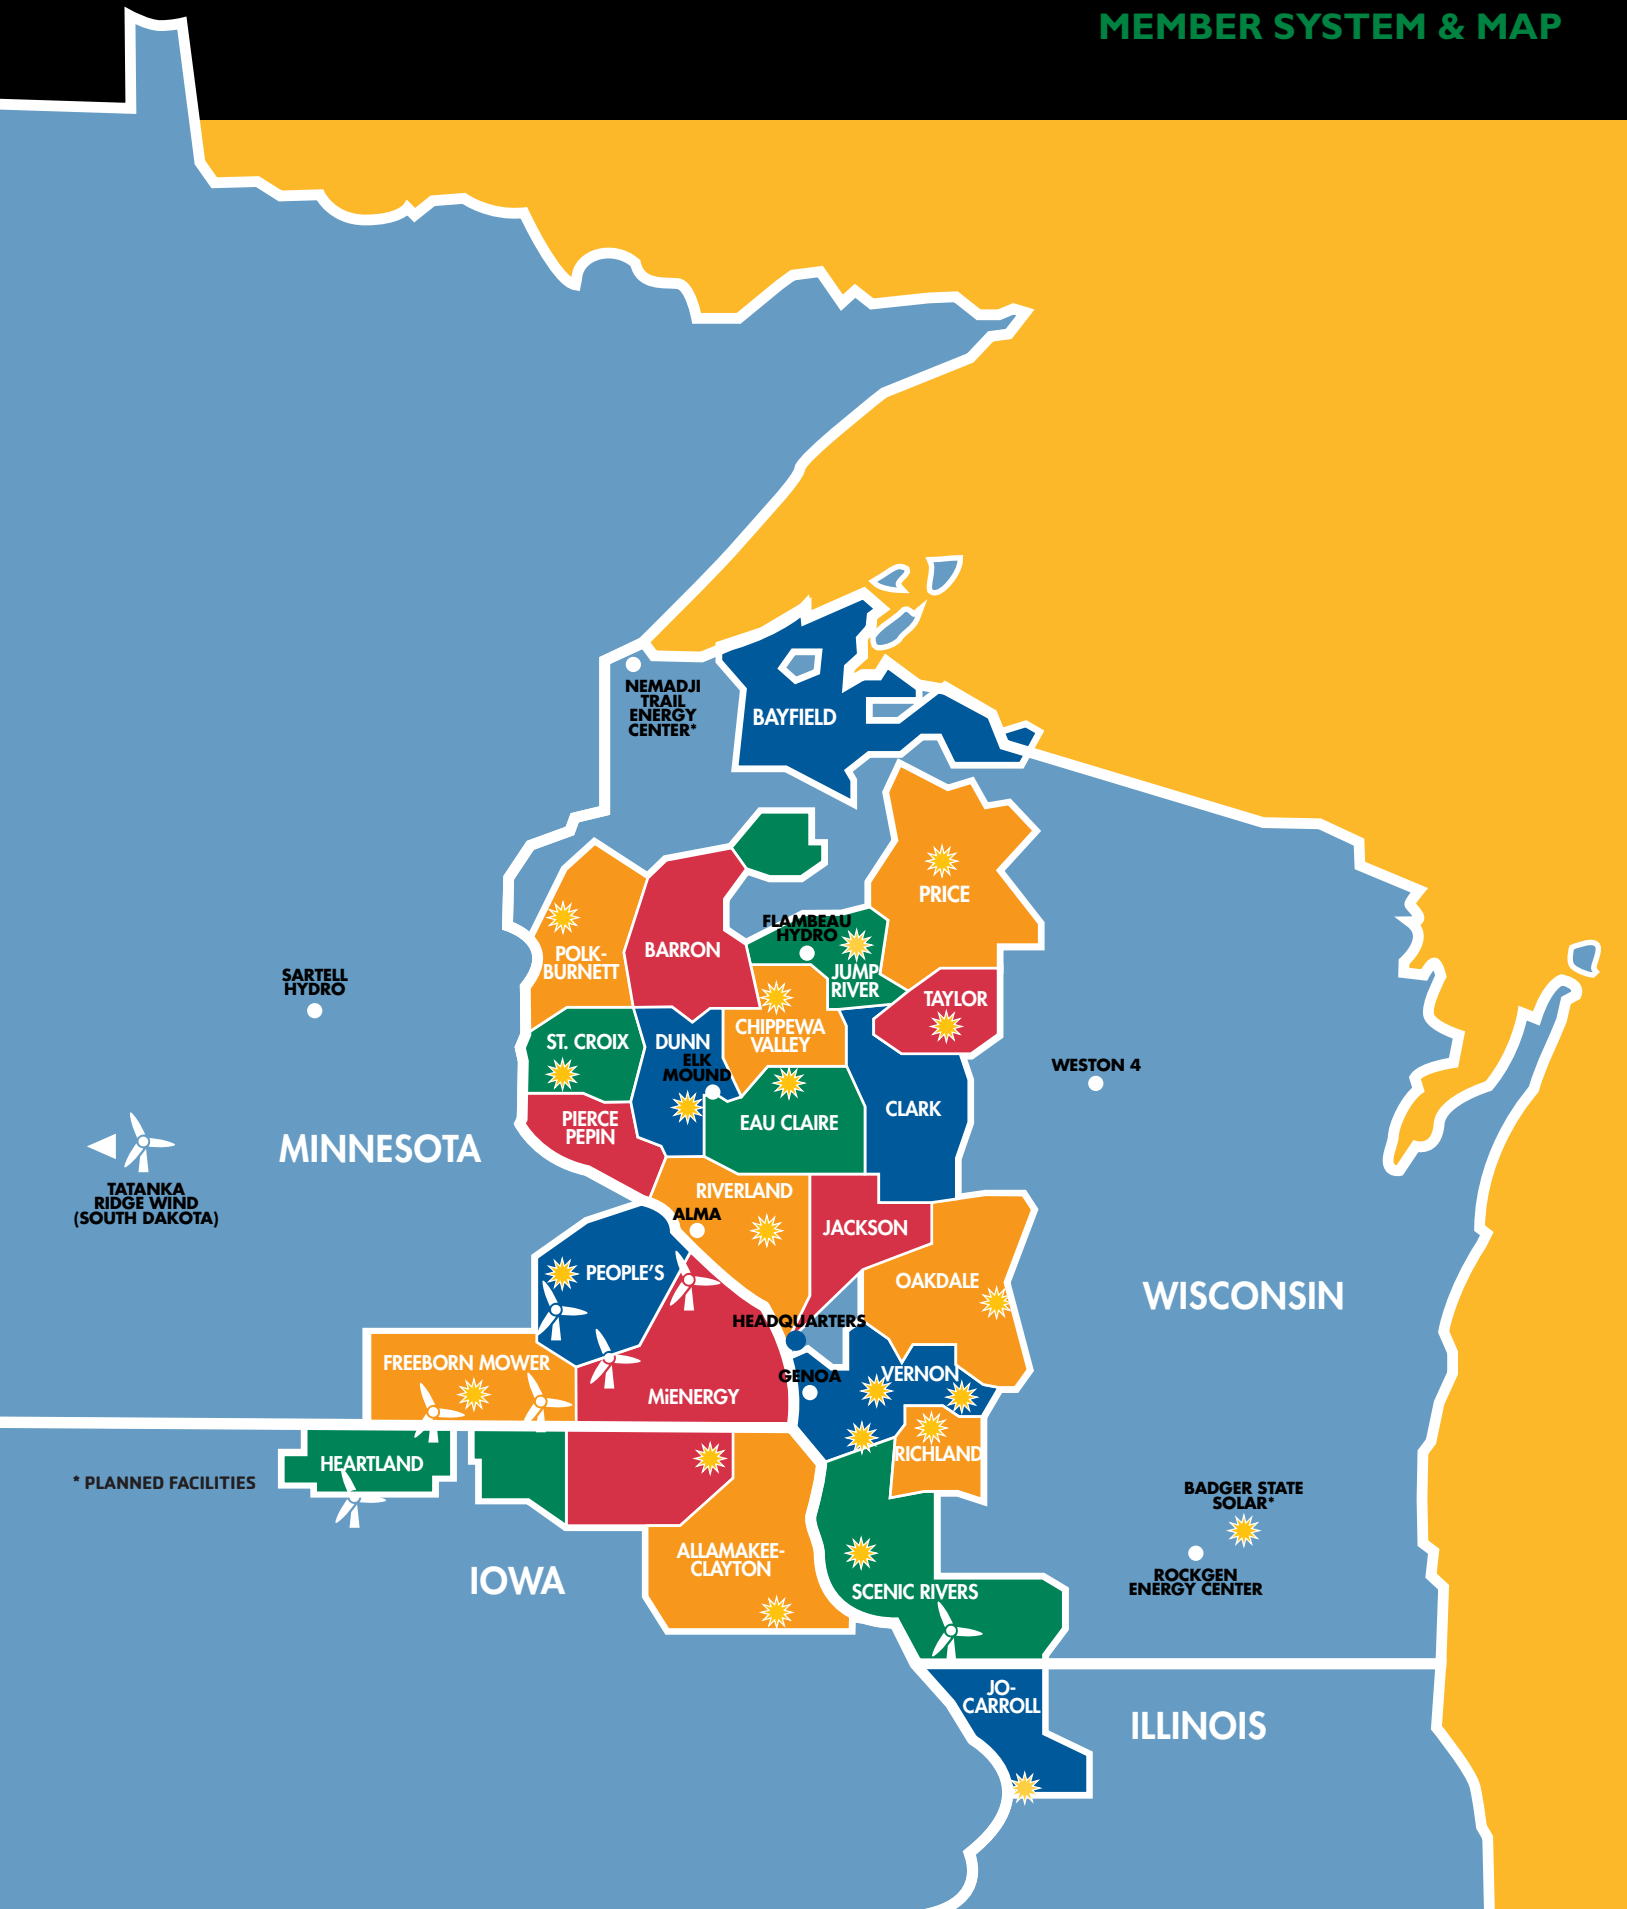 MEMBER SYSTEM & MAP
NEMADJI
TRAIL
ENERGY
CENTER*
BAYFIELD
PRICE
FLAMBEAU
HYDRO
POLK-
BURNETT
BARRON
JUMP
RIVER
SARTELL
HYDRO
TAYLOR
CHIPPEWA
VALLEY
ST. CROIX
DUNN
ELK
MOUND
WESTON 4
CLARK
PIERCE
PEPIN
EAU CLAIRE
MINNESOTA
TATANKA
RIDGE WIND
(SOUTH DAKOTA)
RIVERLAND
ALMA
JACKSON
PEOPLE’S
OAKDALE
WISCONSIN
HEADQUARTERS
FREEBORN MOWER
GENOA
VERNON
MiENERGY
RICHLAND
HEARTLAND
* PLANNED FACILITIES
BADGER STATE
SOLAR*
ALLAMAKEE-
CLAYTON
IOWA
ROCKGEN
ENERGY CENTER
SCENIC RIVERS
JO-
CARROLL
ILLINOIS